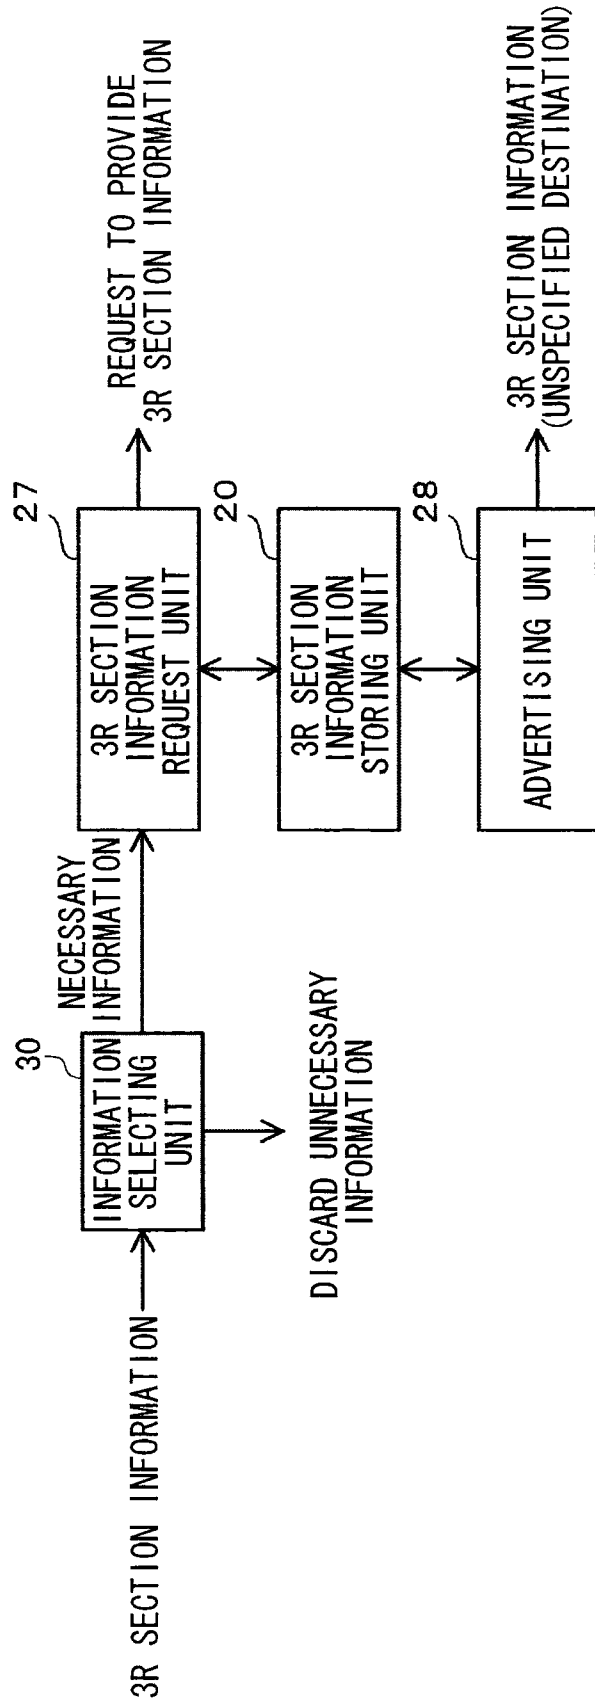 3R SECTION INFORMATION
30
INFORMATION
SELECTING
UNIT
DISCARD UNNECESSARY
INFORMATION
NECESSARY
INFORMATION
27
3R SECTION
INFORMATION
REQUEST UNIT
REQUEST TO PROVIDE
3R SECTION INFORMATION
20
3R SECTION
INFORMATION
STORING UNIT
28
ADVERTISING UNIT
3R SECTION INFORMATION
(UNSPECIFIED DESTINATION)